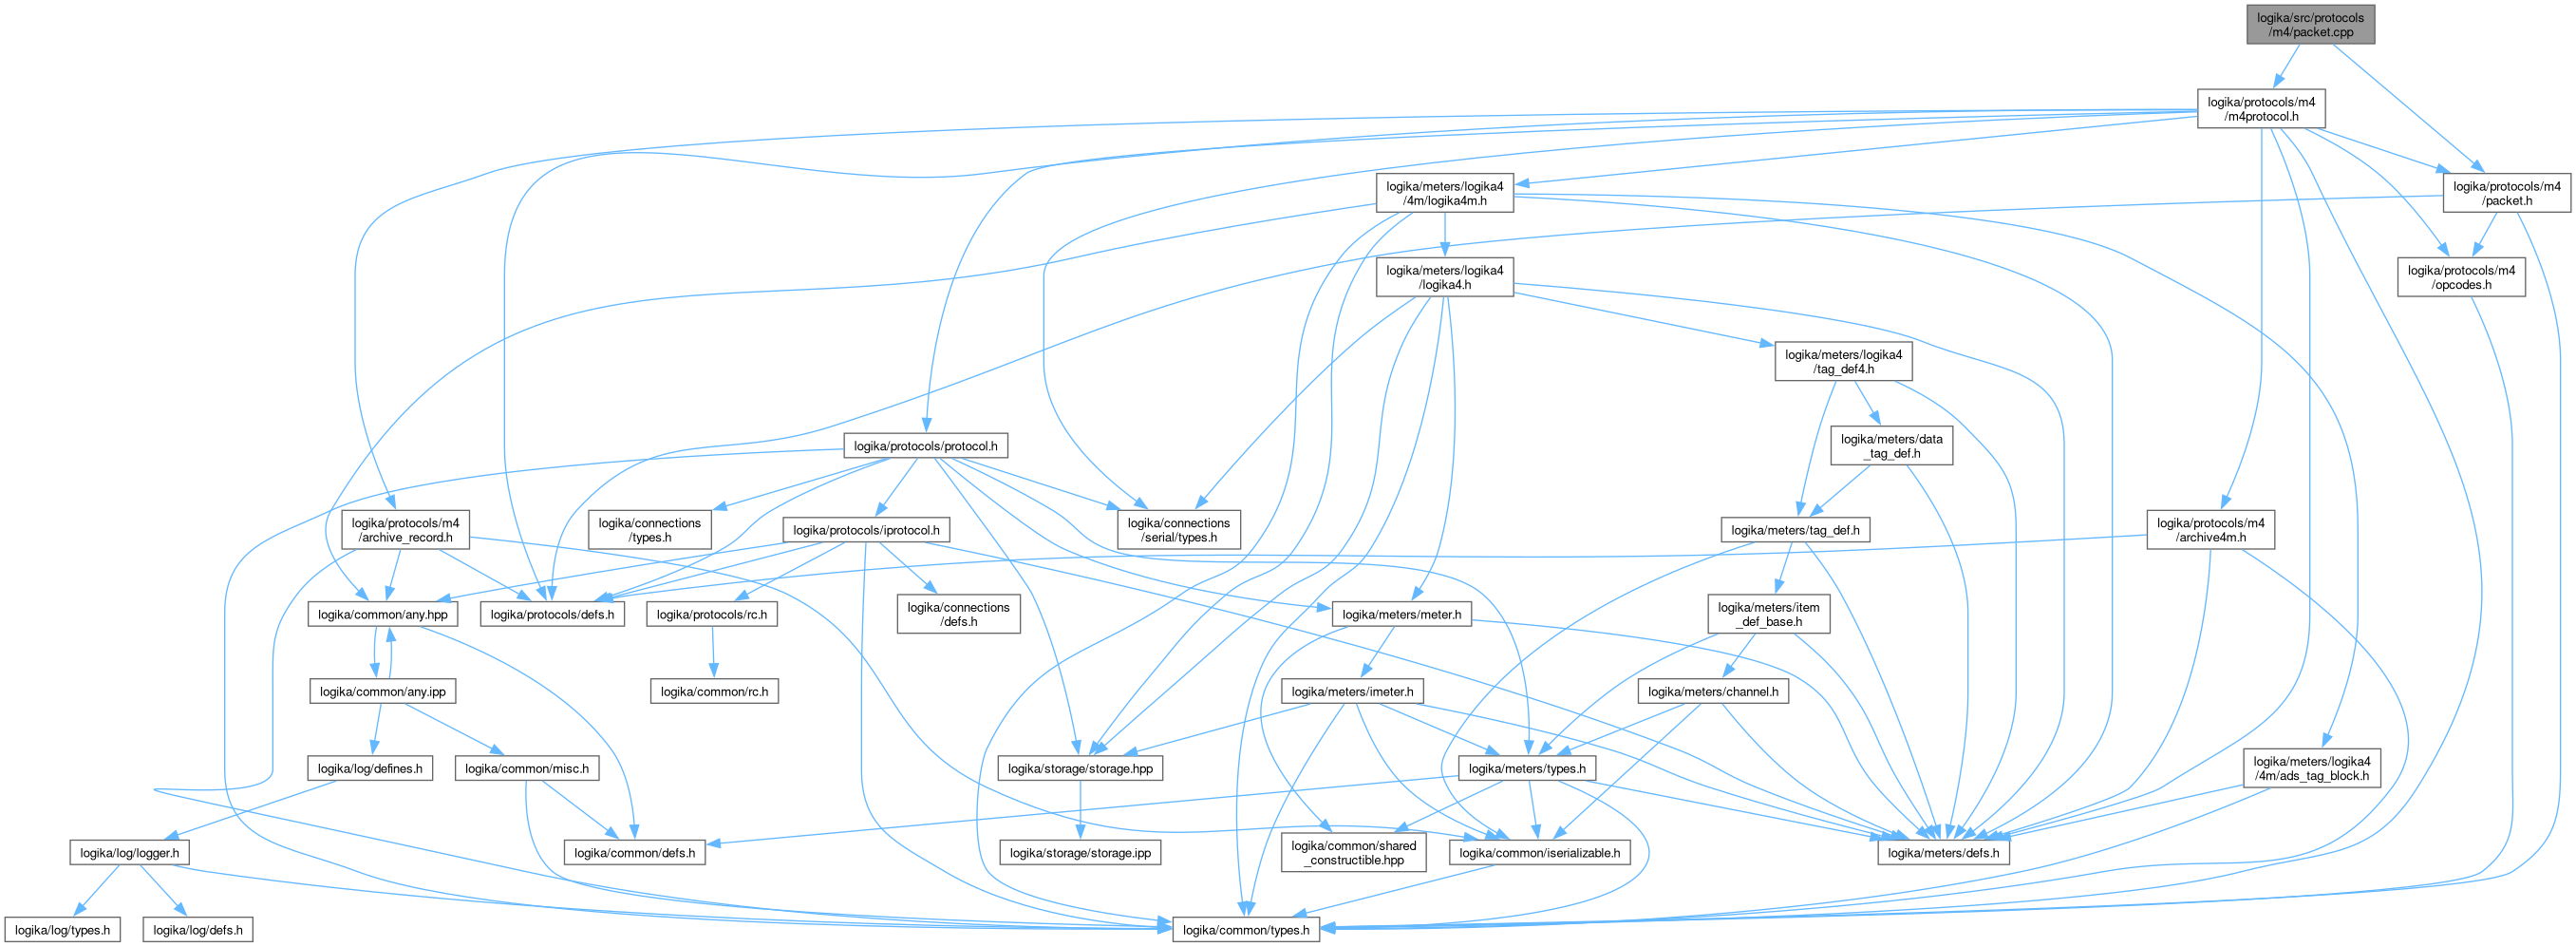 logika/src/protocols
/m4/packet.cpp
logika/protocols/m4
/m4protocol.h
logika/meters/logika4
/4m/logika4m.h
logika/protocols/m4
/packet.h
logika/meters/logika4
/logika4.h
logika/protocols/m4
/opcodes.h
logika/meters/logika4
/tag_def4.h
logika/protocols/protocol.h
logika/meters/data
_tag_def.h
logika/protocols/m4
/archive_record.h
logika/connections
/types.h
logika/protocols/iprotocol.h
logika/connections
/serial/types.h
logika/meters/tag_def.h
logika/protocols/m4
/archive4m.h
logika/common/any.hpp
logika/protocols/defs.h
logika/protocols/rc.h
logika/connections
/defs.h
logika/meters/meter.h
logika/meters/item
_def_base.h
logika/common/any.ipp
logika/common/rc.h
logika/meters/imeter.h
logika/meters/channel.h
logika/log/defines.h
logika/common/misc.h
logika/storage/storage.hpp
logika/meters/types.h
logika/meters/logika4
/4m/ads_tag_block.h
logika/log/logger.h
logika/common/defs.h
logika/storage/storage.ipp
logika/common/shared
_constructible.hpp
logika/common/iserializable.h
logika/meters/defs.h
logika/log/types.h
logika/log/defs.h
logika/common/types.h